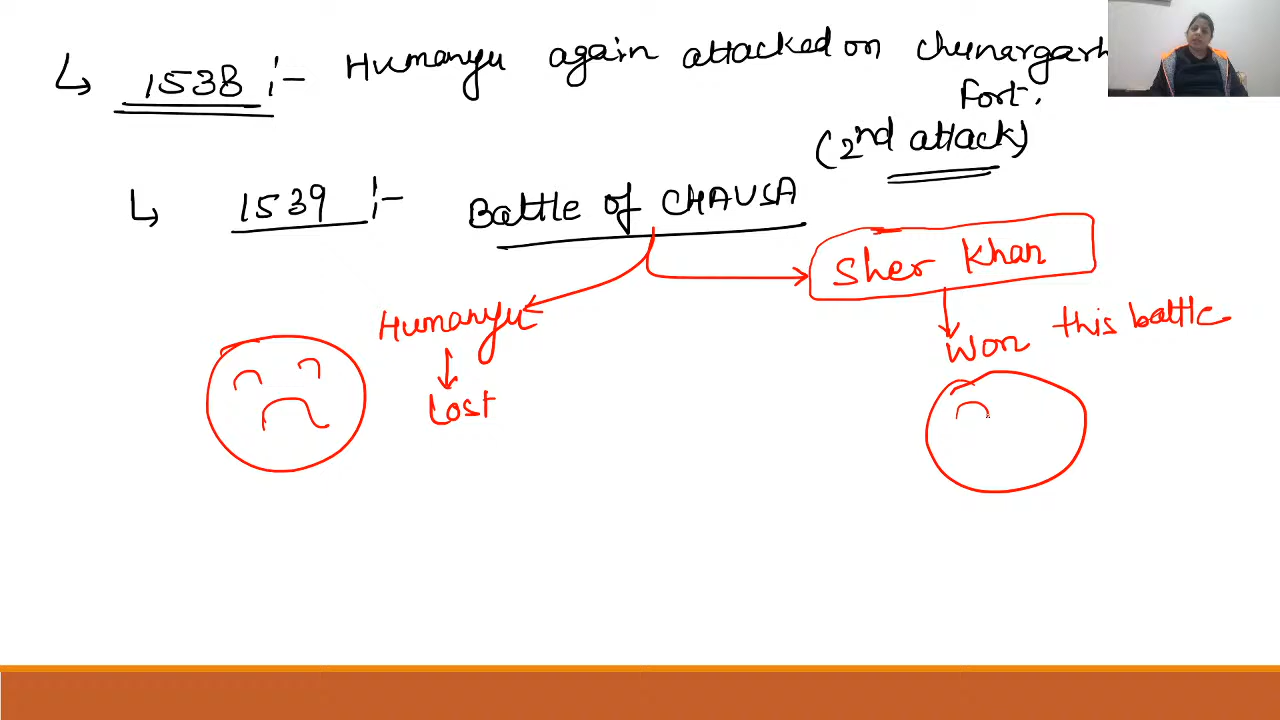 ↳ 1538 :- Humanyu again attacked on chunargarh
Fort.
(2nd attack)
↳ 1539 :- Battle of CHAUSA
Sher Khan
Humanyu
Won this battle
Lost